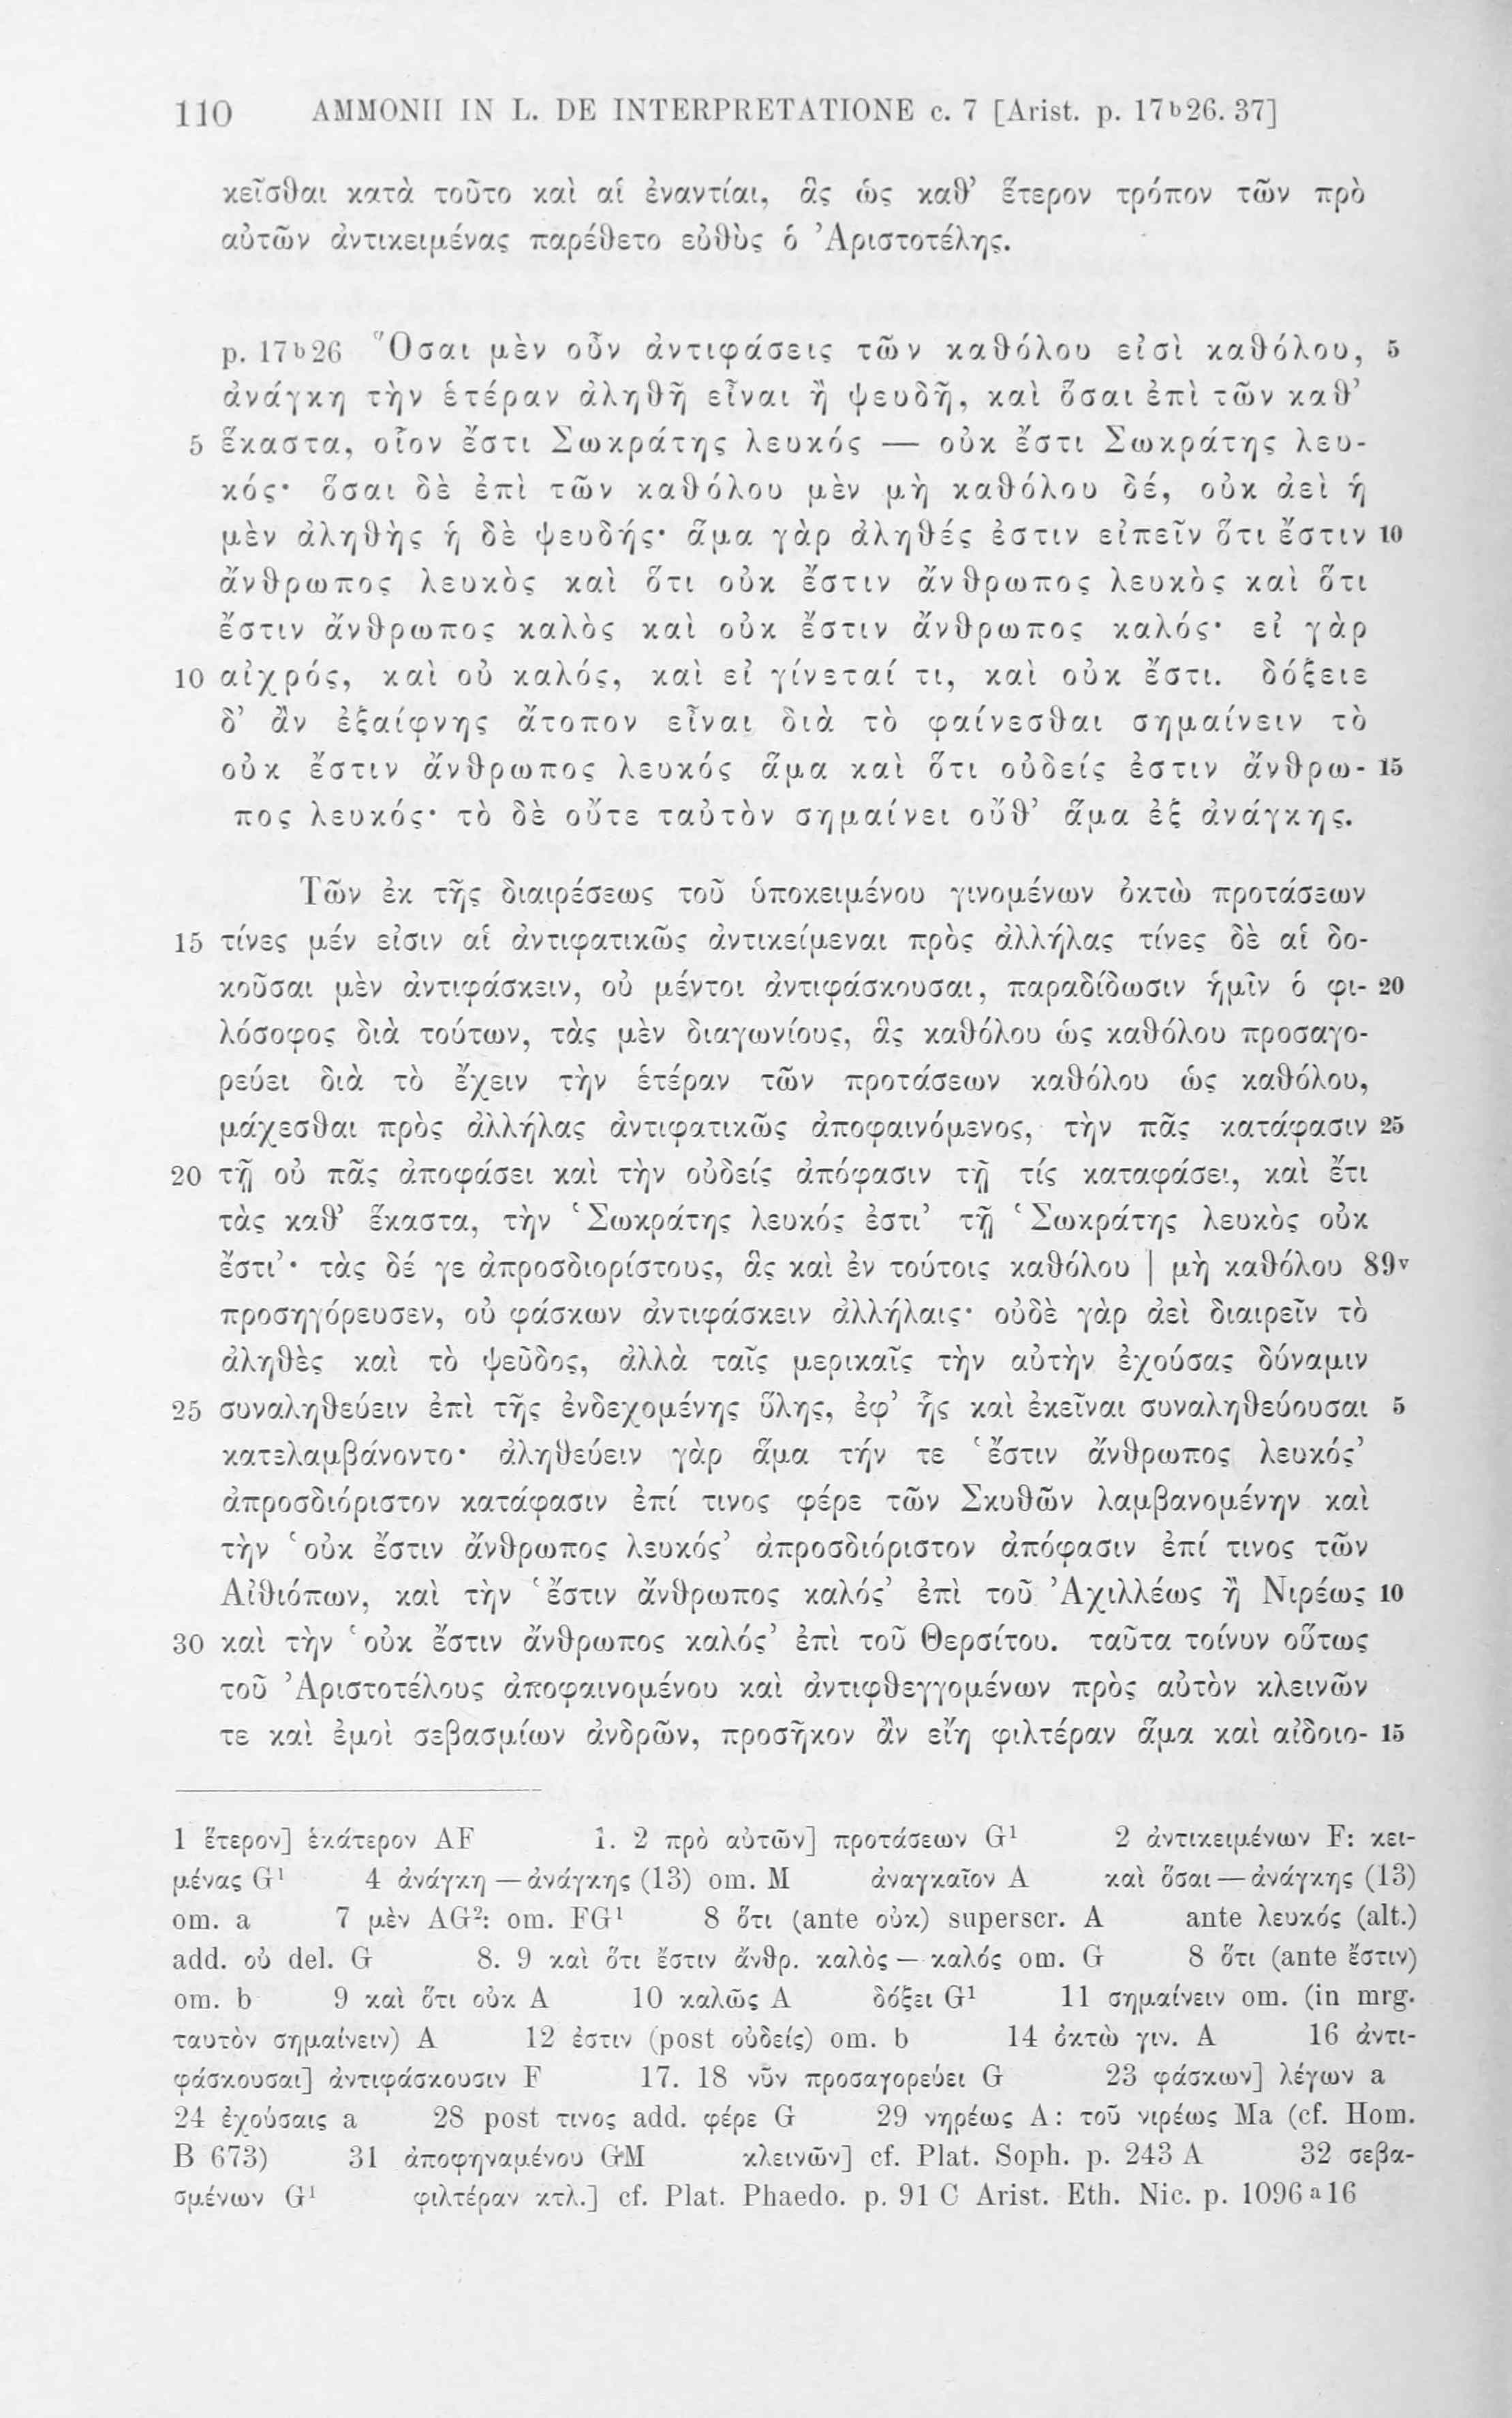 110 AMMONII IN L. DE INTERPRETATIONE c. 7 [Arist. p. 17ᵇ26. 37]
κεῖσθαι κατὰ τοῦτο καὶ αἱ ἐναντίαι, ἃς ὡς καθ’ ἕτερον τρόπον τῶν πρὸ
αὐτῶν ἀντικειμένας παρέθετο εὐθὺς ὁ Ἀριστοτέλης.
p. 17ᵇ26 Ὅσαι μὲν οὖν ἀντιφάσεις τῶν καθόλου εἰσὶ καθόλου, 5
ἀνάγκη τὴν ἑτέραν ἀληθῆ εἶναι ἢ ψευδῆ, καὶ ὅσαι ἐπὶ τῶν καθ’
5 ἕκαστα, οἷον ἔστι Σωκράτης λευκός — οὐκ ἔστι Σωκράτης λευ-
κός· ὅσαι δὲ ἐπὶ τῶν καθόλου μὲν μὴ καθόλου δέ, οὐκ ἀεὶ ἡ
μὲν ἀληθὴς ἡ δὲ ψευδής· ἅμα γὰρ ἀληθές ἐστιν εἰπεῖν ὅτι ἔστιν 10
ἄνθρωπος λευκὸς καὶ ὅτι οὐκ ἔστιν ἄνθρωπος λευκὸς καὶ ὅτι
ἔστιν ἄνθρωπος καλὸς καὶ οὐκ ἔστιν ἄνθρωπος καλός· εἰ γὰρ
10 αἰχρός, καὶ οὐ καλός, καὶ εἰ γίνεταί τι, καὶ οὐκ ἔστι. δόξειε
δ’ ἂν ἐξαίφνης ἄτοπον εἶναι διὰ τὸ φαίνεσθαι σημαίνειν τὸ
οὐκ ἔστιν ἄνθρωπος λευκός ἅμα καὶ ὅτι οὐδείς ἐστιν ἄνθρω- 15
πος λευκός· τὸ δὲ οὔτε ταὐτὸν σημαίνει οὔθ’ ἅμα ἐξ ἀνάγκης.
Τῶν ἐκ τῆς διαιρέσεως τοῦ ὑποκειμένου γινομένων ὀκτὼ προτάσεων
15 τίνες μέν εἰσιν αἱ ἀντιφατικῶς ἀντικείμεναι πρὸς ἀλλήλας τίνες δὲ αἱ δο-
κοῦσαι μὲν ἀντιφάσκειν, οὐ μέντοι ἀντιφάσκουσαι, παραδίδωσιν ἡμῖν ὁ φι- 20
λόσοφος διὰ τούτων, τὰς μὲν διαγωνίους, ἃς καθόλου ὡς καθόλου προσαγο-
ρεύει διὰ τὸ ἔχειν τὴν ἑτέραν τῶν προτάσεων καθόλου ὡς καθόλου,
μάχεσθαι πρὸς ἀλλήλας ἀντιφατικῶς ἀποφαινόμενος, τὴν πᾶς κατάφασιν 25
20 τῇ οὐ πᾶς ἀποφάσει καὶ τὴν οὐδείς ἀπόφασιν τῇ τίς καταφάσει, καὶ ἔτι
τὰς καθ’ ἕκαστα, τὴν ‘Σωκράτης λευκός ἐστι’ τῇ ‘Σωκράτης λευκὸς οὐκ
ἔστι’· τὰς δέ γε ἀπροσδιορίστους, ἃς καὶ ἐν τούτοις καθόλου | μὴ καθόλου 89ᵛ
προσηγόρευσεν, οὐ φάσκων ἀντιφάσκειν ἀλλήλαις· οὐδὲ γὰρ ἀεὶ διαιρεῖν τὸ
ἀληθὲς καὶ τὸ ψεῦδος, ἀλλὰ ταῖς μερικαῖς τὴν αὐτὴν ἐχούσας δύναμιν
25 συναληθεύειν ἐπὶ τῆς ἐνδεχομένης ὕλης, ἐφ’ ἧς καὶ ἐκεῖναι συναληθεύουσαι 5
κατελαμβάνοντο· ἀληθεύειν γὰρ ἅμα τήν τε ‘ἔστιν ἄνθρωπος λευκός’
ἀπροσδιόριστον κατάφασιν ἐπί τινος φέρε τῶν Σκυθῶν λαμβανομένην καὶ
τὴν ‘οὐκ ἔστιν ἄνθρωπος λευκός’ ἀπροσδιόριστον ἀπόφασιν ἐπί τινος τῶν
Αἰθιόπων, καὶ τὴν ‘ἔστιν ἄνθρωπος καλός’ ἐπὶ τοῦ Ἀχιλλέως ἢ Νιρέως 10
30 καὶ τὴν ‘οὐκ ἔστιν ἄνθρωπος καλός’ ἐπὶ τοῦ Θερσίτου. ταῦτα τοίνυν οὕτως
τοῦ Ἀριστοτέλους ἀποφαινομένου καὶ ἀντιφθεγγομένων πρὸς αὐτὸν κλεινῶν
τε καὶ ἐμοὶ σεβασμίων ἀνδρῶν, προσῆκον ἂν εἴη φιλτέραν ἅμα καὶ αἰδοιο- 15
1 ἕτερον] ἑκάτερον AF 1. 2 πρὸ αὐτῶν] προτάσεων G¹ 2 ἀντικειμένων F: κει-
μένας G¹ 4 ἀνάγκη — ἀνάγκης (13) om. M ἀναγκαῖον A καὶ ὅσαι — ἀνάγκης (13)
om. a 7 μὲν AG²: om. FG¹ 8 ὅτι (ante οὐκ) superscr. A ante λευκός (alt.)
add. οὐ del. G 8. 9 καὶ ὅτι ἔστιν ἄνθρ. καλὸς — καλός om. G 8 ὅτι (ante ἔστιν)
om. b 9 καὶ ὅτι οὐκ A 10 καλῶς A δόξει G¹ 11 σημαίνειν om. (in mrg.
ταυτὸν σημαίνειν) A 12 ἐστιν (post οὐδείς) om. b 14 ὀκτὼ γιν. A 16 ἀντι-
φάσκουσαι] ἀντιφάσκουσιν F 17. 18 νῦν προσαγορεύει G 23 φάσκων] λέγων a
24 ἐχούσαις a 28 post τινος add. φέρε G 29 νηρέως A: τοῦ νιρέως Ma (cf. Hom.
B 673) 31 ἀποφηναμένου GM κλεινῶν] cf. Plat. Soph. p. 243 A 32 σεβα-
σμένων G¹ φιλτέραν κτλ.] cf. Plat. Phaedo. p. 91 C Arist. Eth. Nic. p. 1096ᵃ16